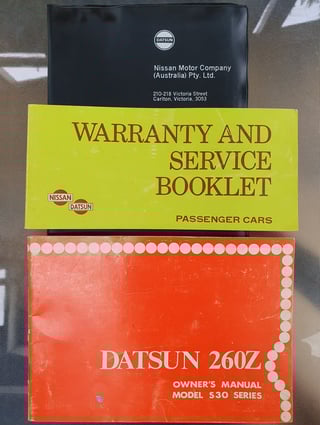 DATSUN
Nissan Motor Company
(Australia) Pty. Ltd.
210-218 Victoria Street
Carlton, Victoria, 3053
WARRANTY AND
SERVICE
BOOKLET
NISSAN
DATSUN
PASSENGER CARS
DATSUN 260Z
OWNER'S MANUAL
MODEL S30 SERIES